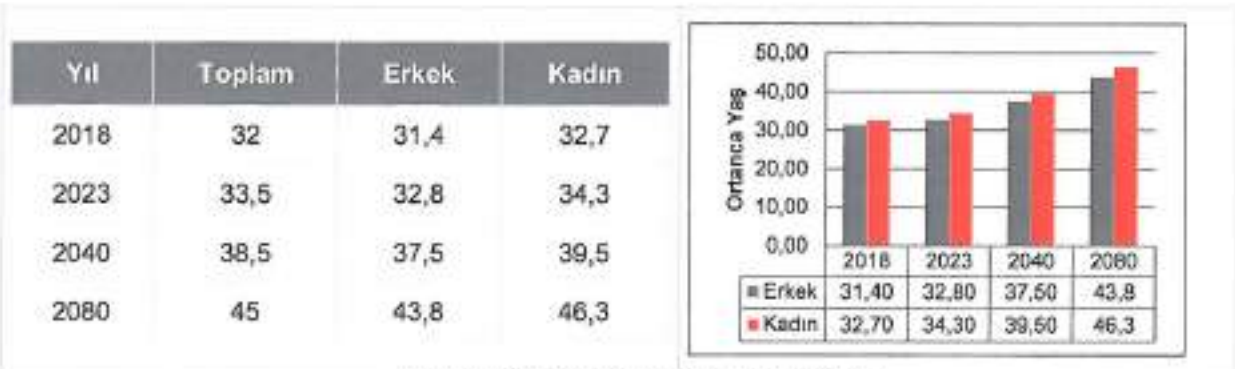 Yıl Toplam Erkek Kadın
2018 32 31,4 32,7
2023 33,5 32,8 34,3
2040 38,5 37,5 39,5
2080 45 43,8 46,3
Ortanca Yaş
50,00
40,00
30,00
20,00
10,00
0,00
2018 2023 2040 2080
Erkek 31,40 32,80 37,50 43,8
Kadın 32,70 34,30 39,50 46,3